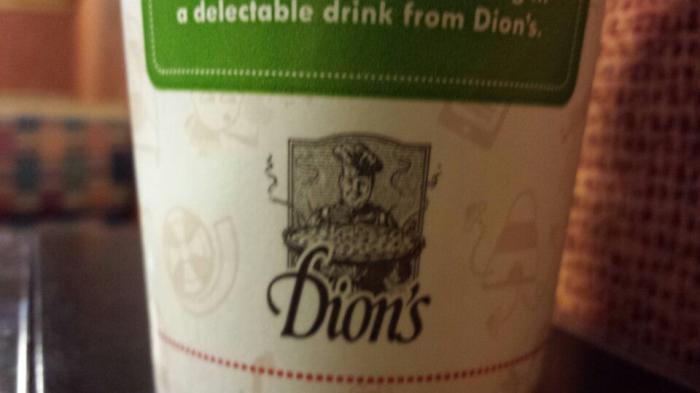 a delectable drink from Dion's.
Dion's